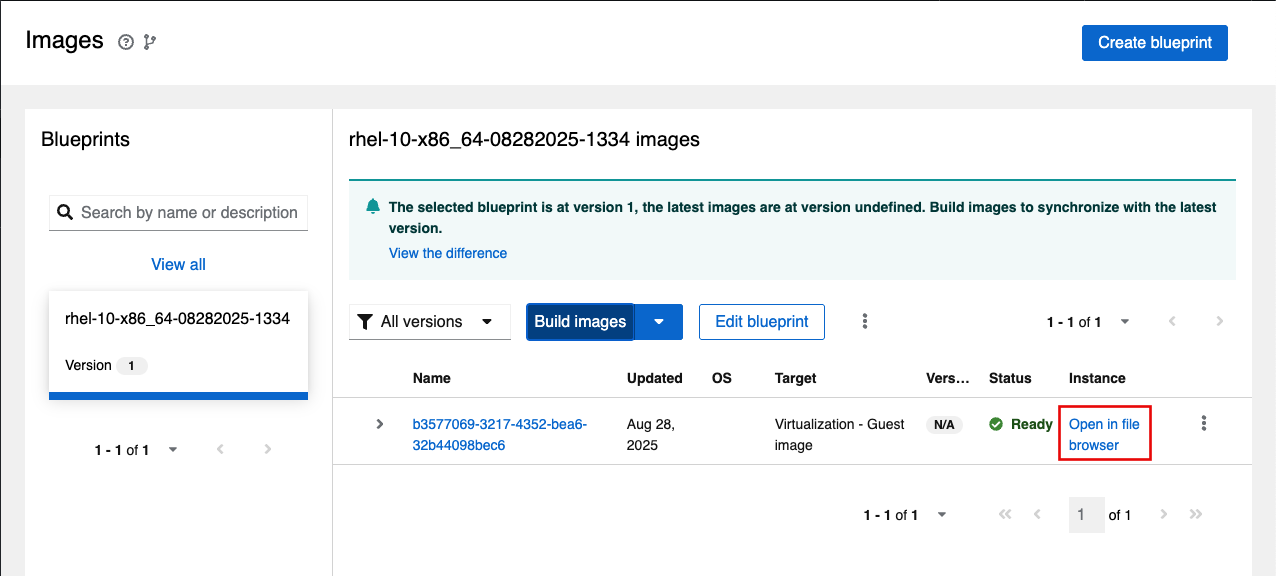 Images
Create blueprint
Blueprints
Search by name or description
View all
rhel-10-x86_64-08282025-1334
Version 1
1 - 1 of 1
rhel-10-x86_64-08282025-1334 images
The selected blueprint is at version 1, the latest images are at version undefined. Build images to synchronize with the latest
version.
View the difference
All versions Build images Edit blueprint 1 - 1 of 1
Name Updated OS Target Vers... Status Instance
b3577069-3217-4352-bea6- Aug 28, Virtualization - Guest N/A Ready Open in file
32b44098bec6 2025 image browser
1 - 1 of 1 1 of 1